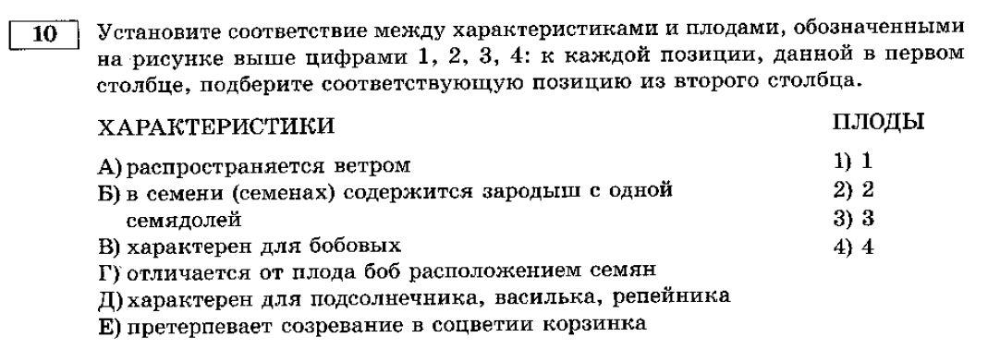 10
Установите соответствие между характеристиками и плодами, обозначенными
на рисунке выше цифрами 1, 2, 3, 4: к каждой позиции, данной в первом
столбце, подберите соответствующую позицию из второго столбца.
ХАРАКТЕРИСТИКИ
А) распространяется ветром
Б) в семени (семенах) содержится зародыш с одной
семядолей
В) характерен для бобовых
Г) отличается от плода боб расположением семян
Д) характерен для подсолнечника, василька, репейника
Е) претерпевает созревание в соцветии корзинка
ПЛОДЫ
1) 1
2) 2
3) 3
4) 4